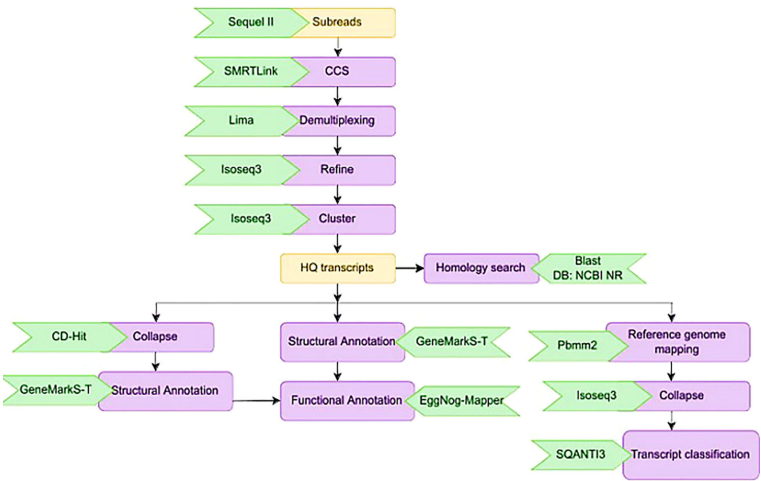 Sequel II
Subreads
SMRTLink
CCS
Lima
Demultiplexing
Isoseq3
Refine
Isoseq3
Cluster
HQ transcripts
Homology search
Blast
DB: NCBI NR
CD-Hit
Collapse
Structural Annotation
GeneMarkS-T
Pbmm2
Reference genome
mapping
GeneMarkS-T
Structural Annotation
Functional Annotation
EggNog-Mapper
Isoseq3
Collapse
SQANTI3
Transcript classification